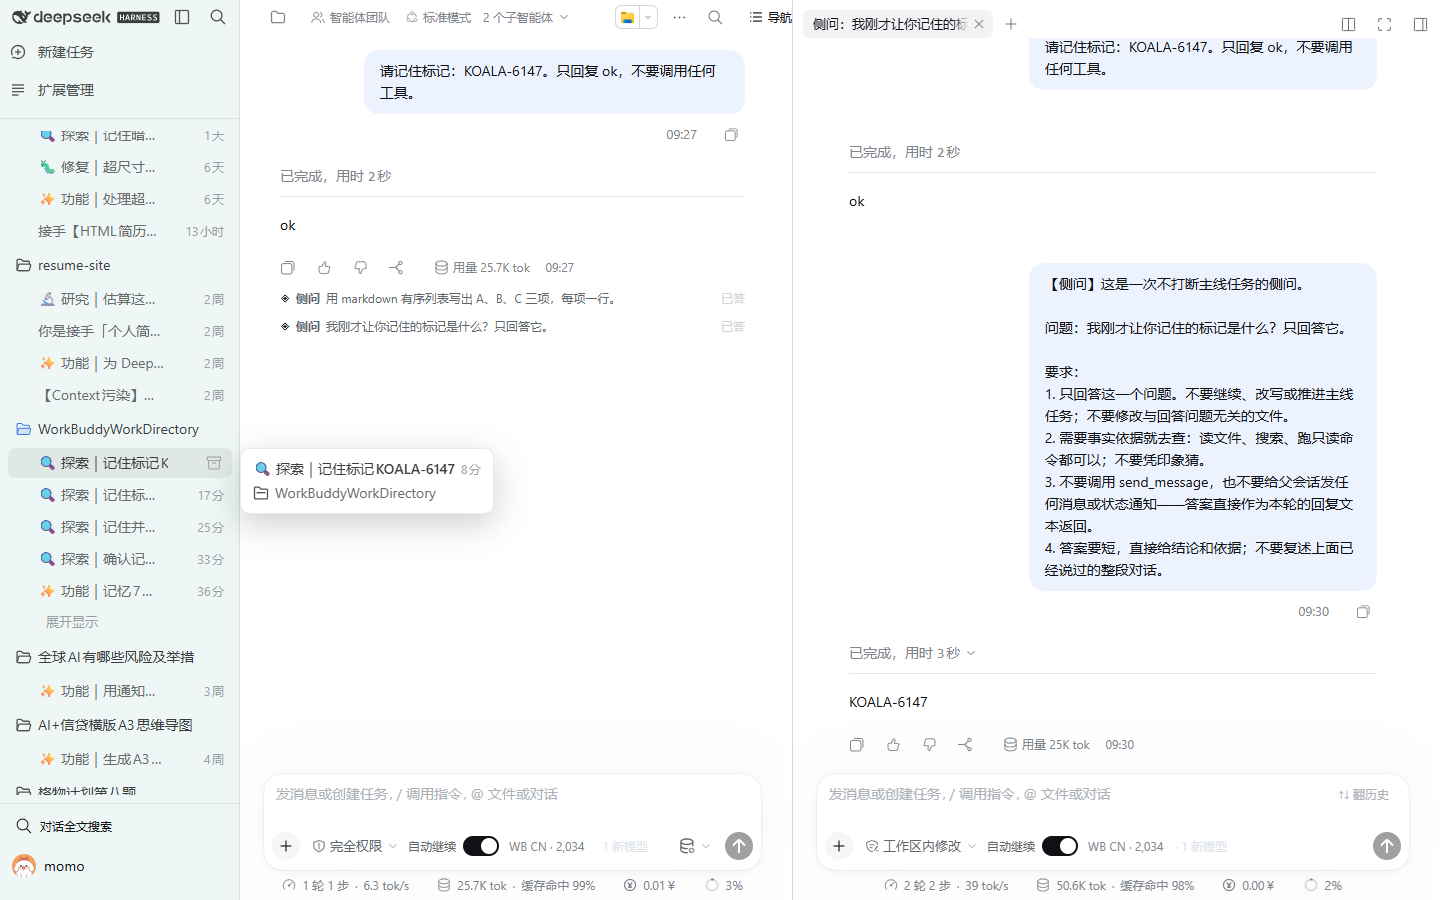 deepseek HARNESS
新建任务
扩展管理
探索 | 记住暗... 1天
修复 | 超尺寸... 6天
功能 | 处理超... 6天
接手【HTML简历... 13小时
resume-site
研究 | 估算这... 2周
你是接手「个人简... 2周
功能 | 为 Deep... 2周
【Context污染】... 2周
WorkBuddyWorkDirectory
探索 | 记住标记K
探索 | 记住标... 17分
探索 | 记住并... 25分
探索 | 确认记... 33分
功能 | 记忆7... 36分
展开显示
全球AI有哪些风险及举措
功能 | 用通知... 3周
AI+信贷横版A3思维导图
功能 | 生成A3... 4周
格物计划第八题
对话全文搜索
momo
探索 | 记住标记KOALA-6147 8分
WorkBuddyWorkDirectory
智能体团队 标准模式 2 个子智能体 导航
请记住标记：KOALA-6147。只回复 ok，不要调用任何
工具。
09:27
已完成，用时 2秒
ok
用量 25.7K tok 09:27
侧问 用 markdown 有序列表写出 A、B、C 三项，每项一行。 已答
侧问 我刚才让你记住的标记是什么？只回答它。 已答
发消息或创建任务, / 调用指令, @ 文件或对话
完全权限 自动继续 WB CN · 2,034 · 1 新模型
1 轮 1 步 · 6.3 tok/s 25.7K tok · 缓存命中 99% 0.01 ¥ 3%
侧问：我刚才让你记住的标
请记住标记：KOALA-6147。只回复 ok，不要调用
任何工具。
已完成，用时 2秒
ok
【侧问】这是一次不打断主线任务的侧问。
问题：我刚才让你记住的标记是什么？只回答它。
要求：
1. 只回答这一个问题。不要继续、改写或推进主线
任务；不要修改与回答问题无关的文件。
2. 需要事实依据就去查：读文件、搜索、跑只读命
令都可以；不要凭印象猜。
3. 不要调用 send_message，也不要给父会话发任
何消息或状态通知——答案直接作为本轮的回复文
本返回。
4. 答案要短，直接给结论和依据；不要复述上面已
经说过的整段对话。
09:30
已完成，用时 3秒
KOALA-6147
用量 25K tok 09:30
发消息或创建任务, / 调用指令, @ 文件或对话 ↑↓ 翻历史
工作区内修改 自动继续 WB CN · 2,034 · 1 新模型
2 轮 2 步 · 39 tok/s 50.6K tok · 缓存命中 98% 0.00 ¥ 2%